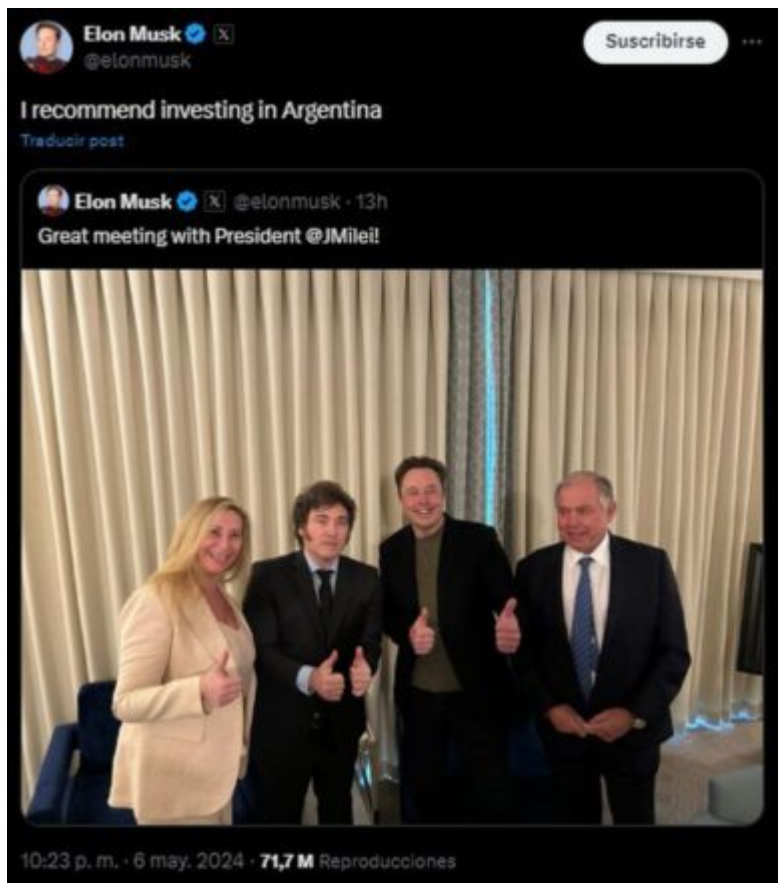 Elon Musk
@elonmusk
Suscribirse
I recommend investing in Argentina
Traducir post
Elon Musk @elonmusk · 13h
Great meeting with President @JMilei!
10:23 p. m. · 6 may. 2024 · 71,7 M Reproducciones